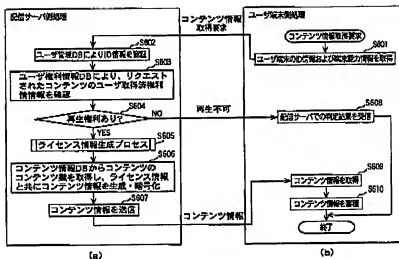 配信サーバ側処理
S602
ユーザ管理DBによりID情報を認証
S603
ユーザ権利情報DBにより、リクエスト
されたコンテンツのユーザ取得済権利
情報を確認
S604
再生権利あり?
NO
YES
S605
ライセンス情報生成プロセス
S606
コンテンツ情報DBからコンテンツの
コンテンツ鍵を取得し、ライセンス情報
と共にコンテンツ情報を生成・暗号化
S607
コンテンツ情報を送信
(a)
コンテンツ情報
取得要求
再生不可
コンテンツ情報
ユーザ端末側処理
コンテンツ情報取得要求
S601
ユーザ端末のID情報および端末能力情報を取得
S608
配信サーバでの判定結果を受信
S609
コンテンツ情報を取得
S610
コンテンツ情報を蓄積
終了
(b)